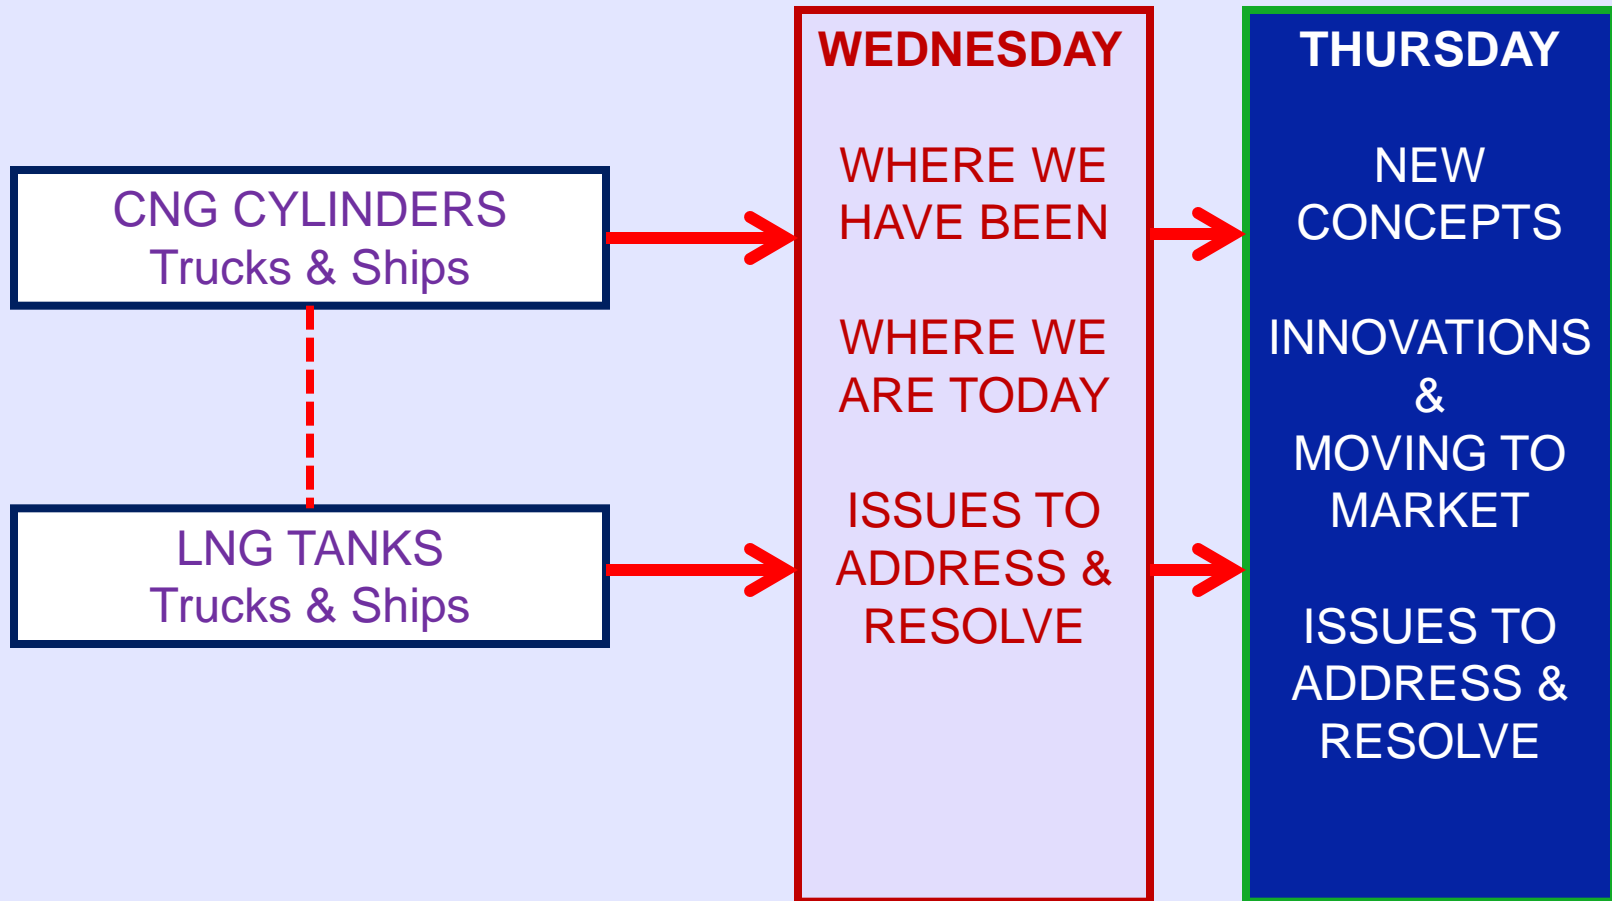 CNG CYLINDERS
Trucks & Ships
LNG TANKS
Trucks & Ships
WEDNESDAY
WHERE WE
HAVE BEEN
WHERE WE
ARE TODAY
ISSUES TO
ADDRESS &
RESOLVE
THURSDAY
NEW
CONCEPTS
INNOVATIONS
&
MOVING TO
MARKET
ISSUES TO
ADDRESS &
RESOLVE